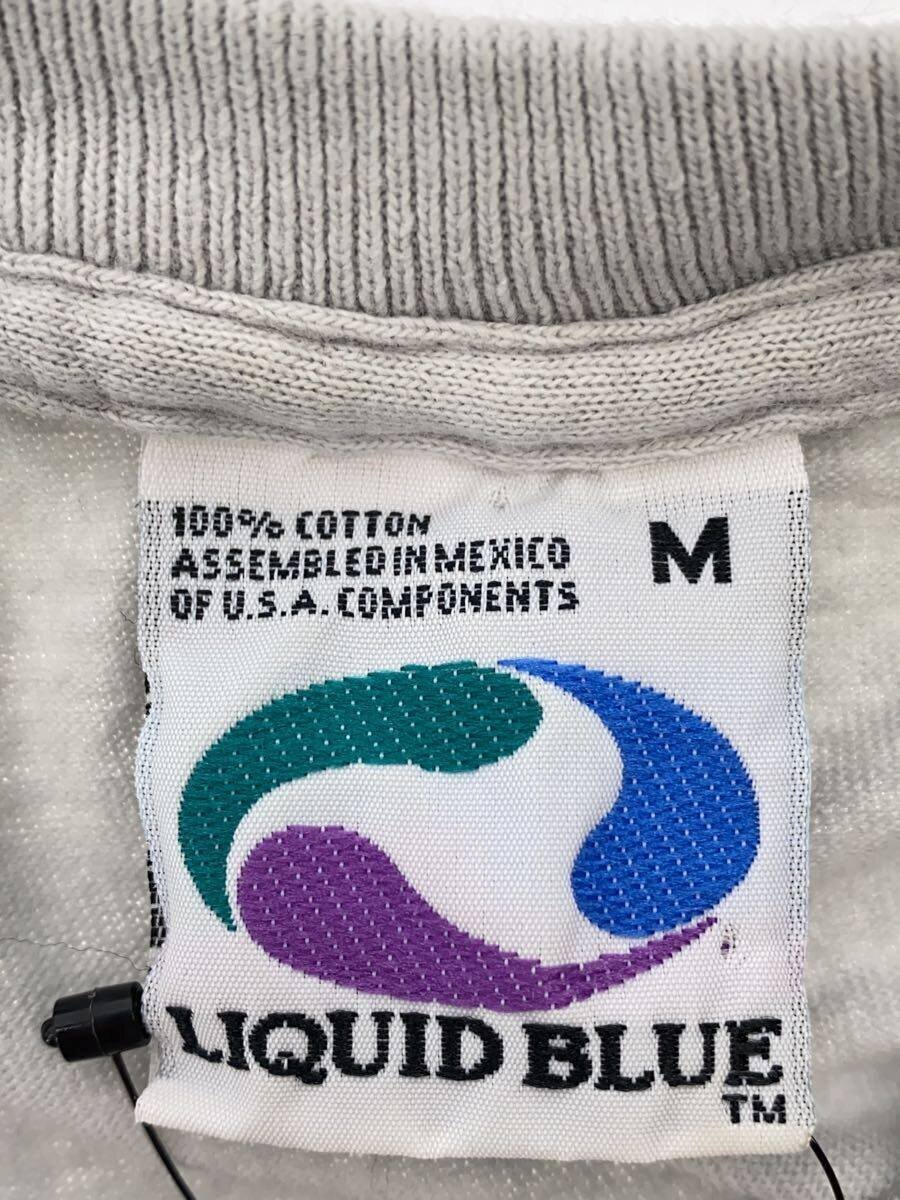 100% COTTON
ASSEMBLED IN MEXICO
OF U.S.A. COMPONENTS
M
LIQUID BLUE
TM